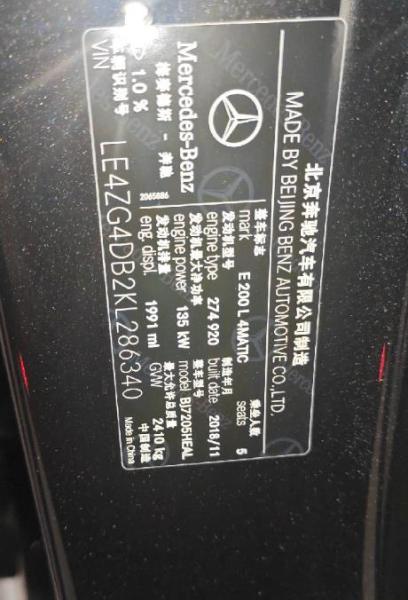 北京奔驰汽车有限公司制造
MADE BY BEIJING BENZ AUTOMOTIVE CO.,LTD.
整车标志
mark E 200 L 4MATIC
乘坐人数
seats 5
发动机型号
engine type 274 920
制造年月
built date 2018/11
发动机最大净功率
engine power 135 kW
整车型号
model BJ7205HEAL
发动机排量
eng. displ. 1991 ml
最大允许总质量
GVW 2410 kg
Mercedes-Benz
梅赛德斯-奔驰
2065886
1.0 %
车辆识别号
VIN LE4ZG4DB2KL286340
中国制造
Made in China